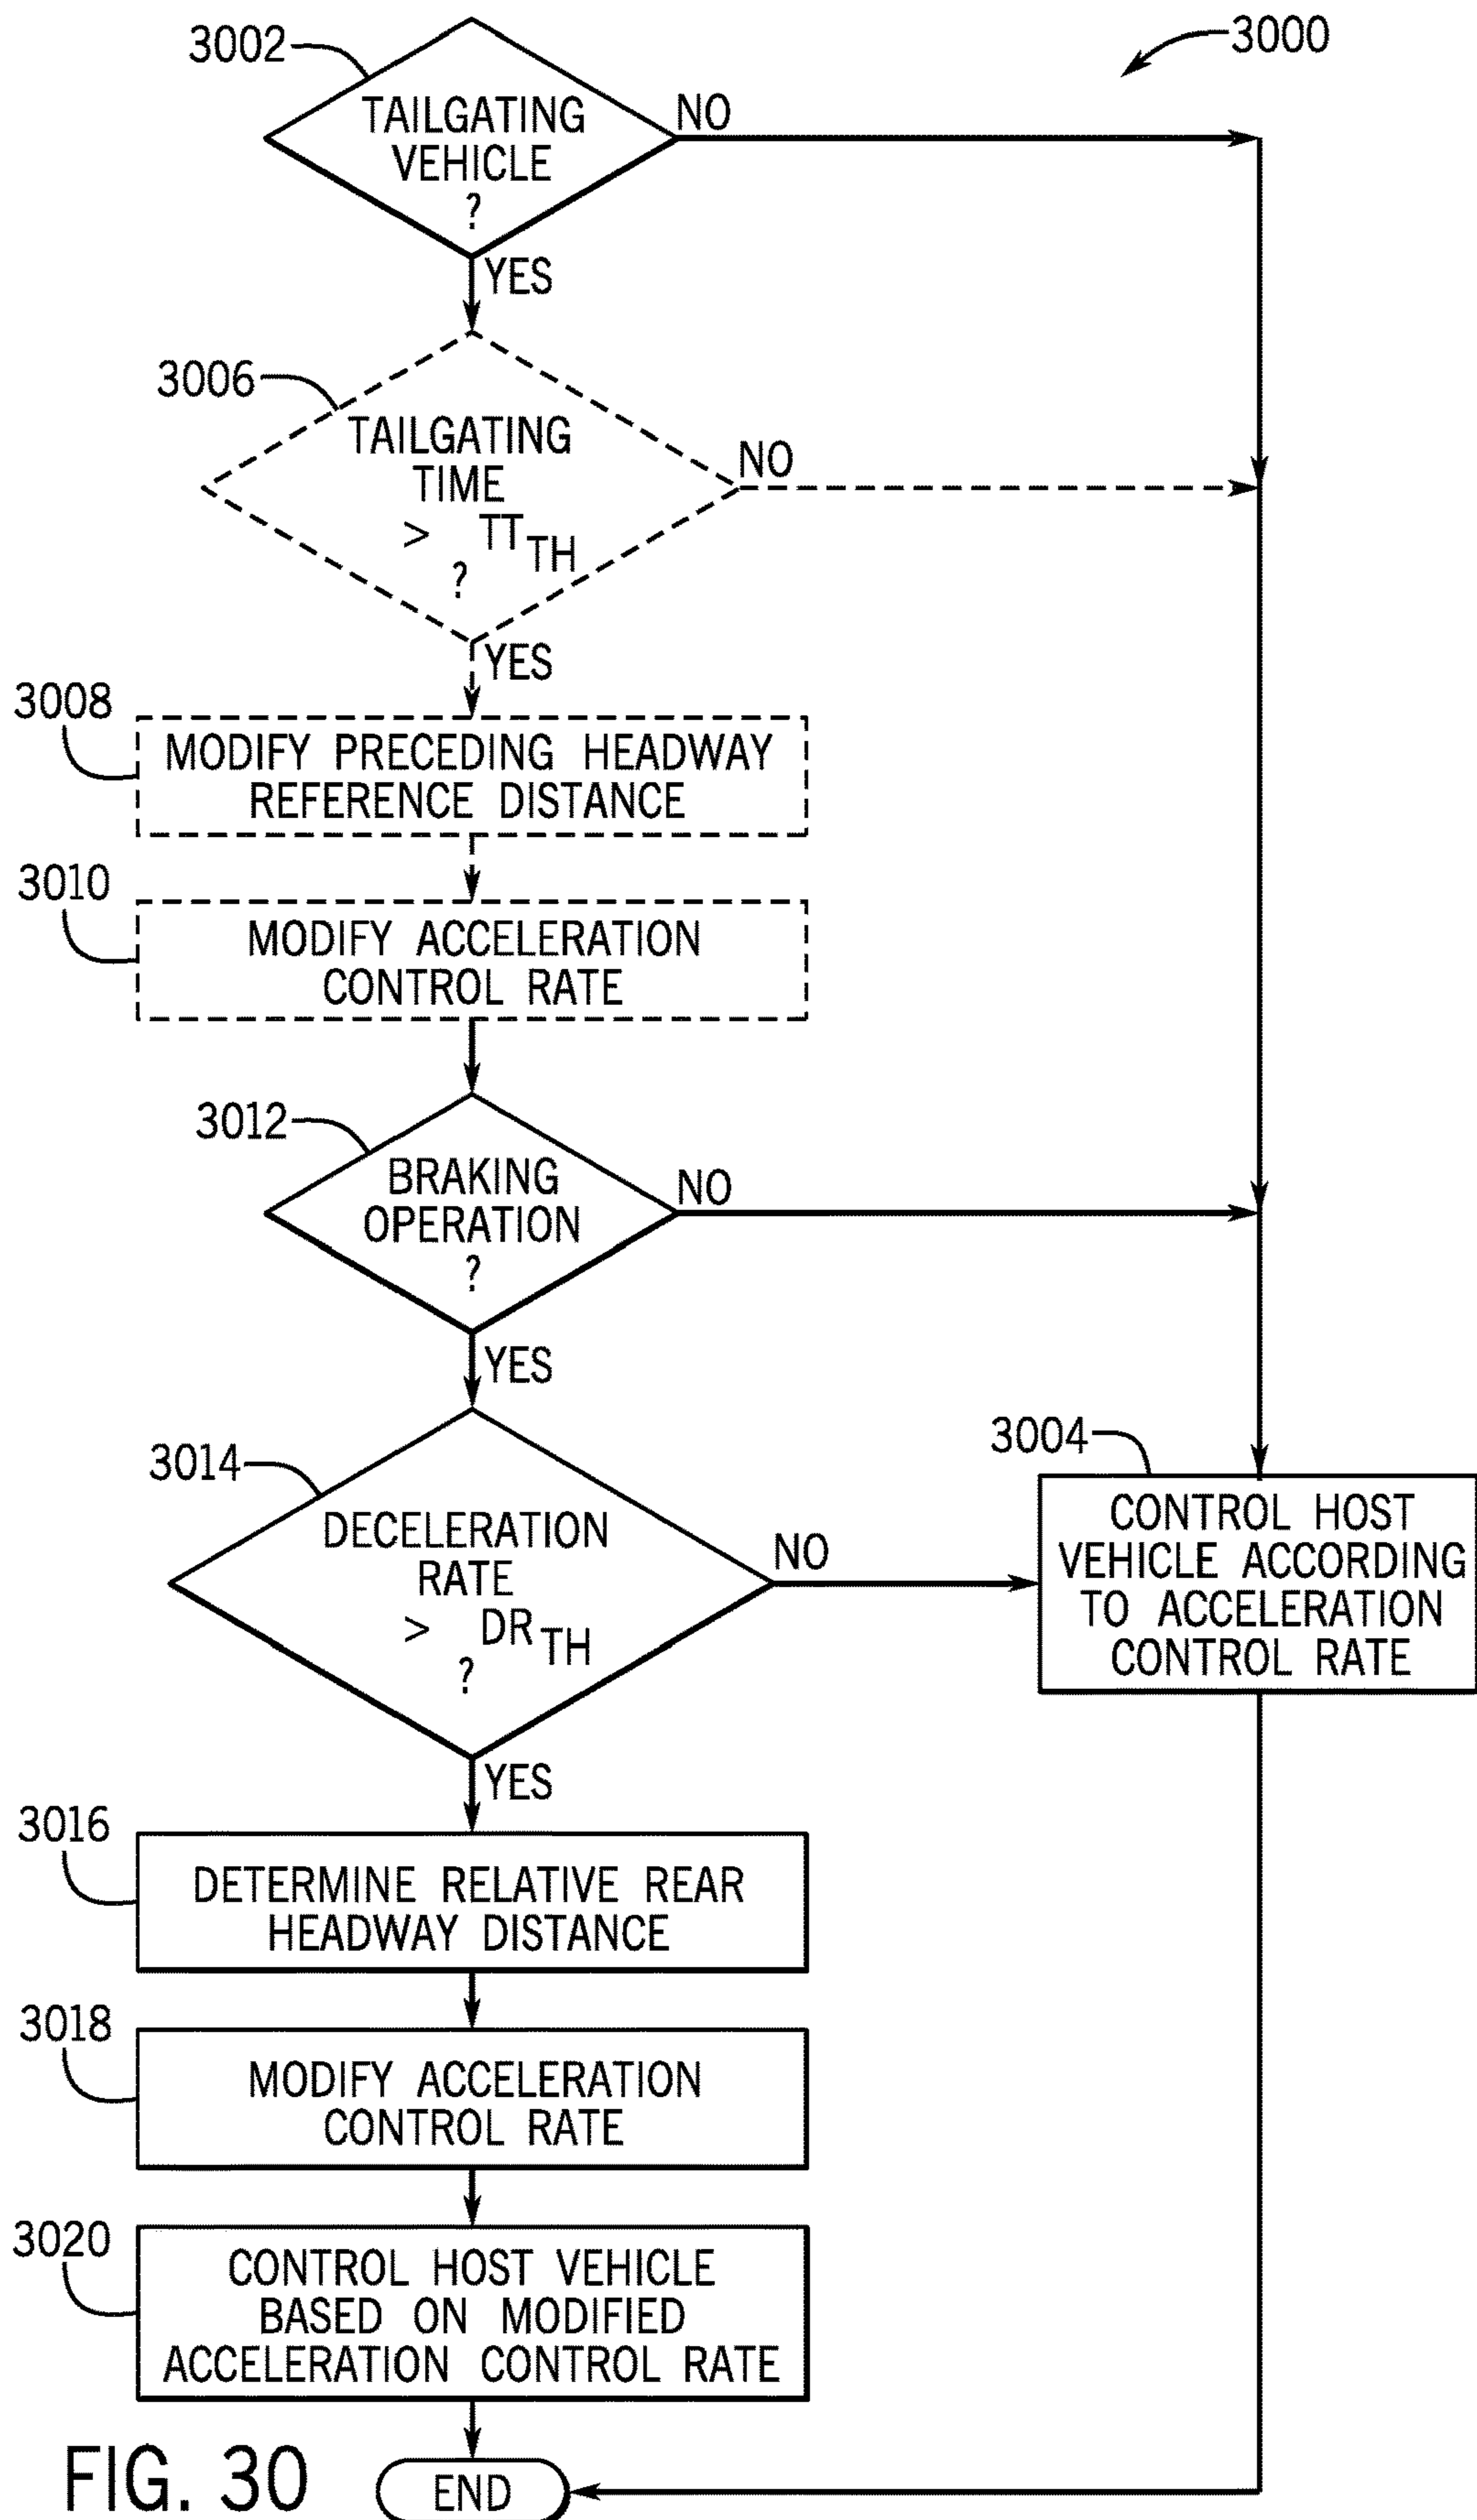 3000
3002
TAILGATING
VEHICLE
?
NO
YES
3006
TAILGATING
TIME
> TT TH
?
NO
YES
3008
MODIFY PRECEDING HEADWAY
REFERENCE DISTANCE
3010
MODIFY ACCELERATION
CONTROL RATE
3012
BRAKING
OPERATION
?
NO
YES
3014
DECELERATION
RATE
> DR TH
?
NO
YES
3004
CONTROL HOST
VEHICLE ACCORDING
TO ACCELERATION
CONTROL RATE
3016
DETERMINE RELATIVE REAR
HEADWAY DISTANCE
3018
MODIFY ACCELERATION
CONTROL RATE
3020
CONTROL HOST VEHICLE
BASED ON MODIFIED
ACCELERATION CONTROL RATE
END
FIG. 30